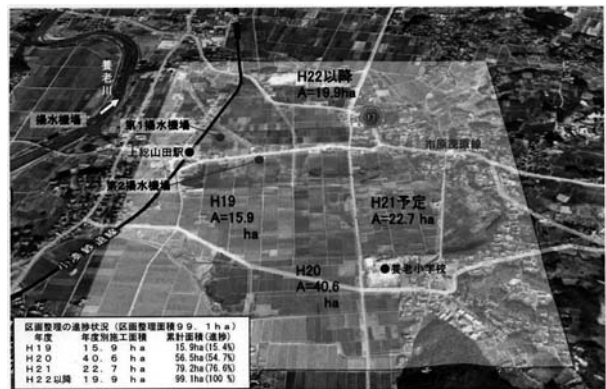 H22以降
A=19.9ha
養老川
揚水機場
第1揚水機場
上総山田駅
市原茂原線
第2揚水機場
H19
A=15.9
ha
H21予定
A=22.7 ha
小湊鉄道線
養老小学校
H20
A=40.6
ha
区画整理の進捗状況（区画整理面積99.1ha）
年度 年度別施工面積 累計面積(進捗)
H19 15.9 ha 15.9ha(15.4%)
H20 40.6 ha 56.5ha(54.7%)
H21 22.7 ha 79.2ha(76.6%)
H22以降 19.9 ha 99.1ha(100 %)